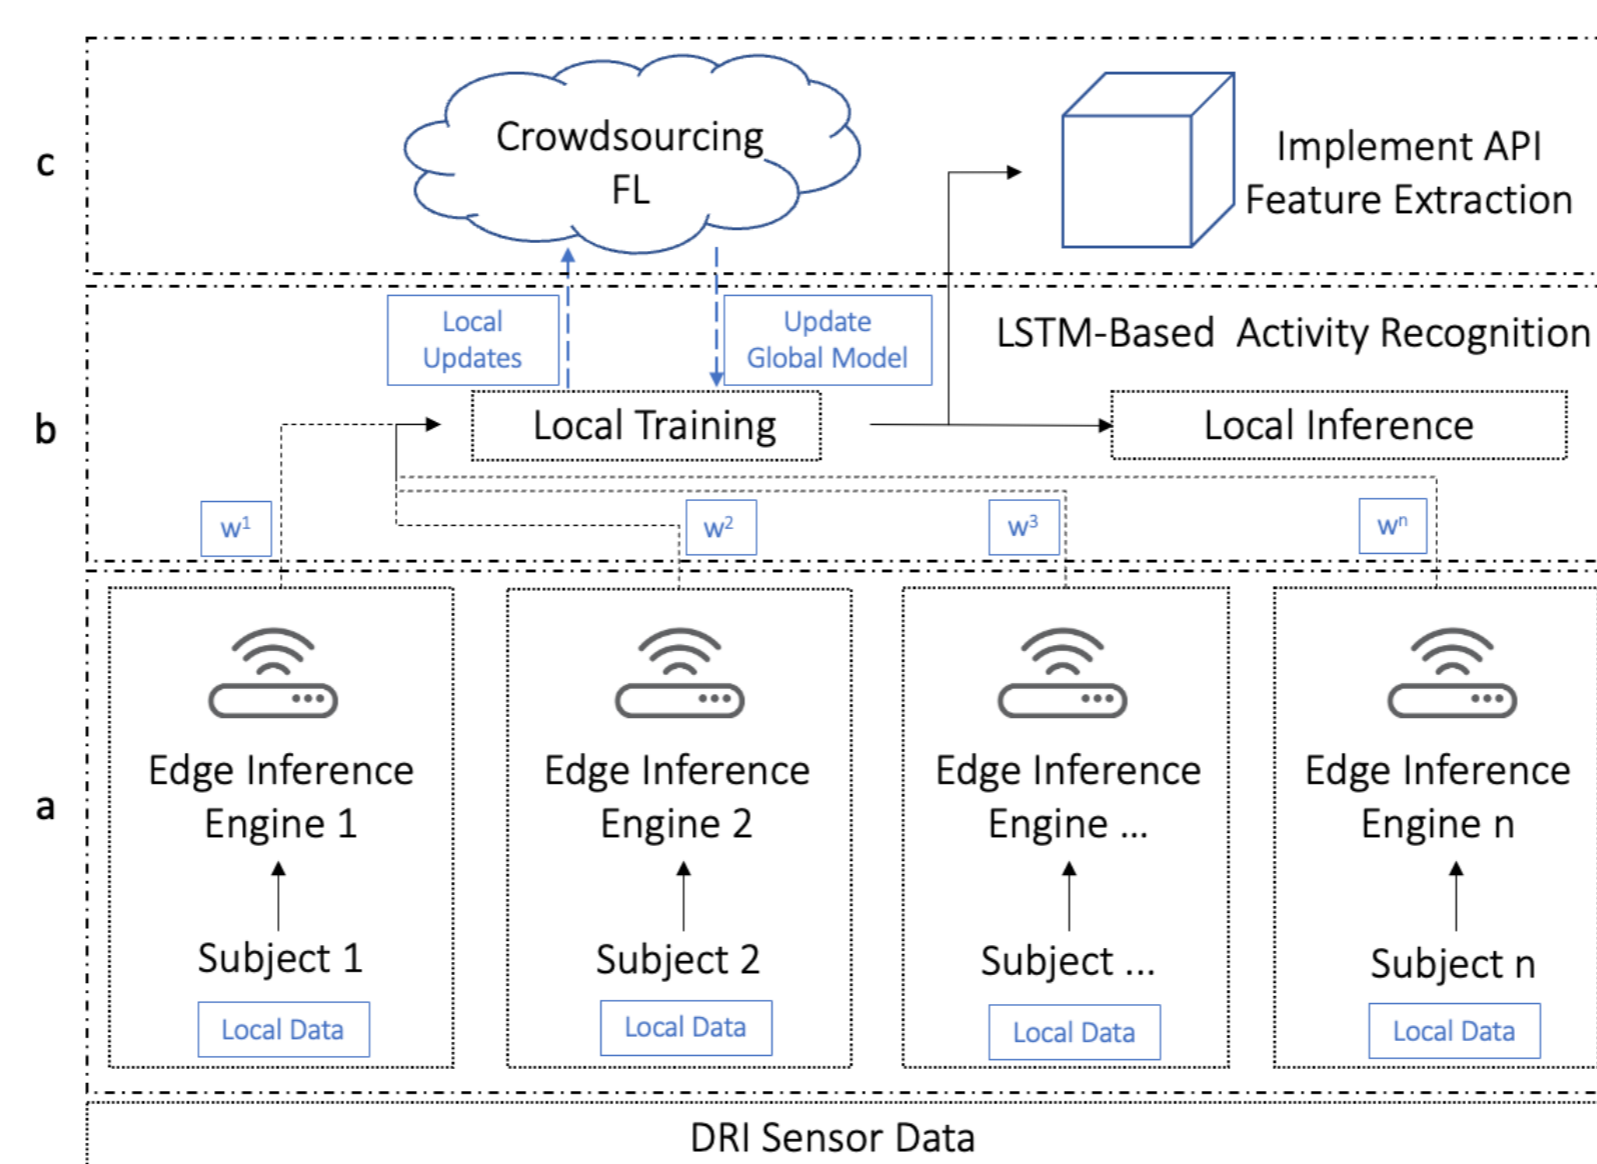 c
Crowdsourcing
FL
Implement API
Feature Extraction
b
Local
Updates
Update
Global Model
LSTM-Based Activity Recognition
Local Training
Local Inference
w¹
w²
w³
wⁿ
a
Edge Inference
Engine 1
Edge Inference
Engine 2
Edge Inference
Engine ...
Edge Inference
Engine n
Subject 1
Subject 2
Subject ...
Subject n
Local Data
Local Data
Local Data
Local Data
DRI Sensor Data